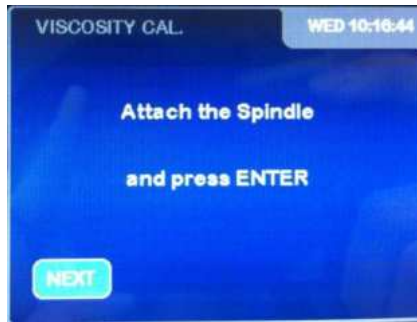 VISCOSITY CAL.
WED 10:16:44
Attach the Spindle
and press ENTER
NEXT